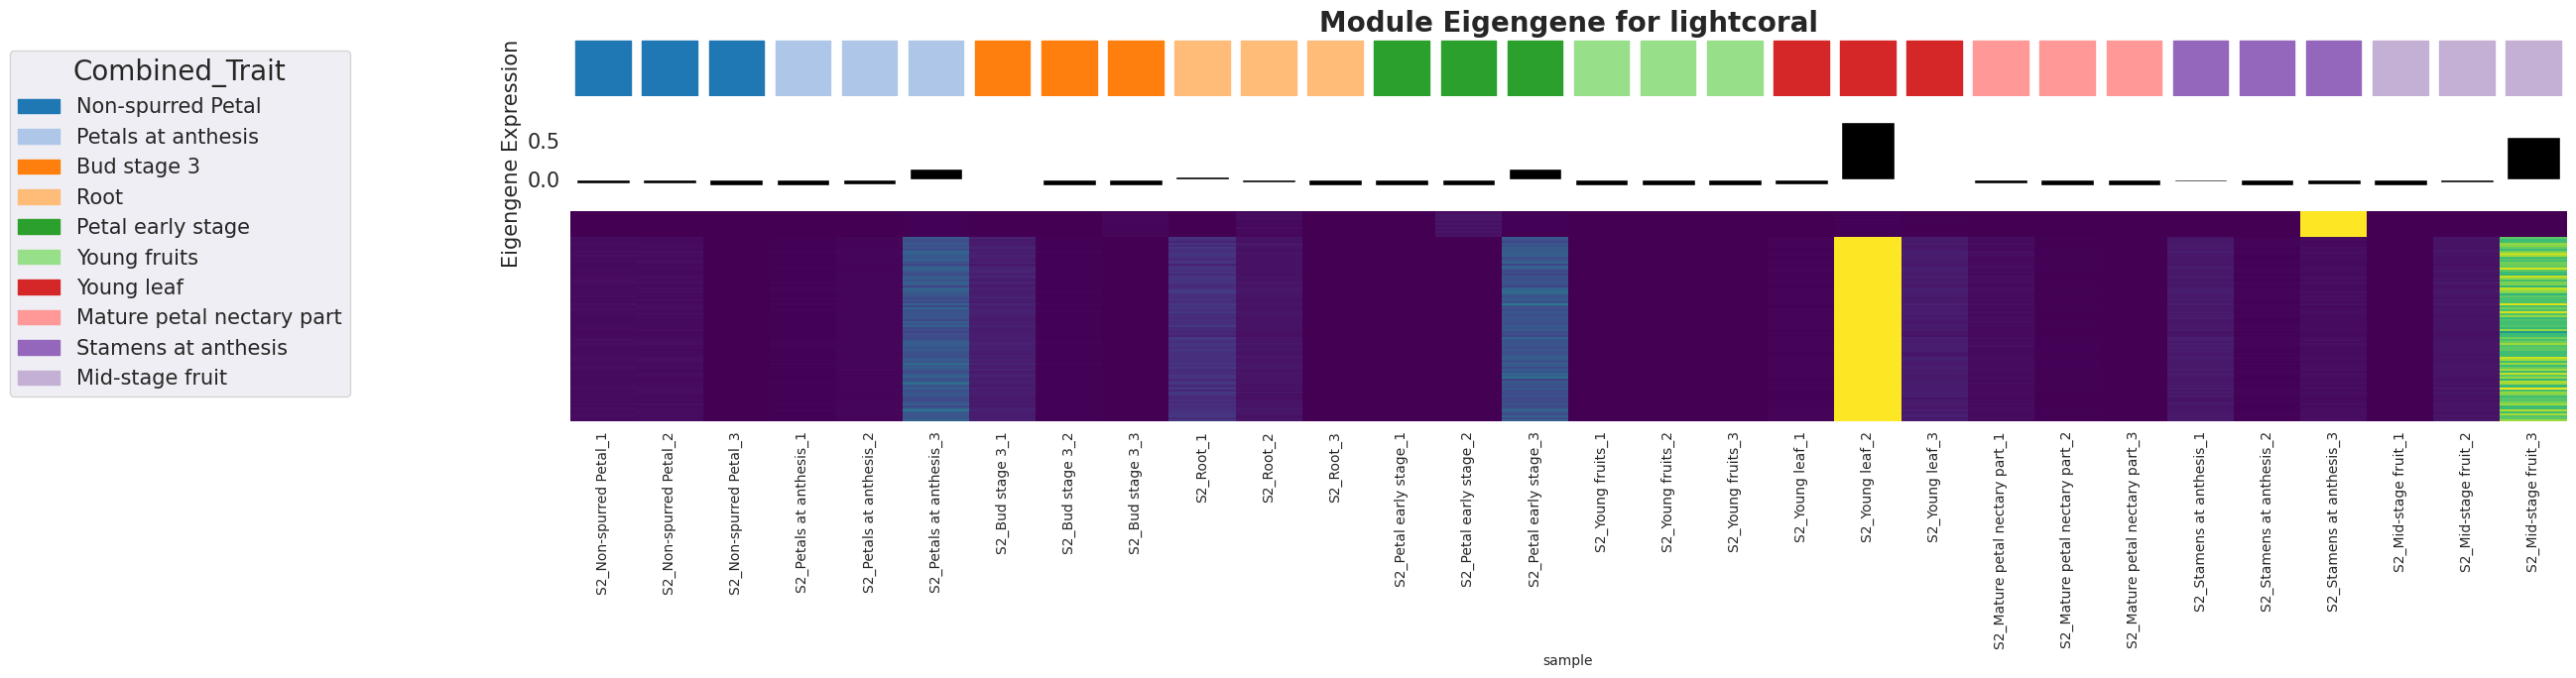 Module Eigengene for lightcoral
Combined_Trait
Non-spurred Petal
Petals at anthesis
Bud stage 3
Root
Petal early stage
Young fruits
Young leaf
Mature petal nectary part
Stamens at anthesis
Mid-stage fruit
Eigengene Expression
0.5
0.0
S2_Non-spurred Petal_1
S2_Non-spurred Petal_2
S2_Non-spurred Petal_3
S2_Petals at anthesis_1
S2_Petals at anthesis_2
S2_Petals at anthesis_3
S2_Bud stage 3_1
S2_Bud stage 3_2
S2_Bud stage 3_3
S2_Root_1
S2_Root_2
S2_Root_3
S2_Petal early stage_1
S2_Petal early stage_2
S2_Petal early stage_3
S2_Young fruits_1
S2_Young fruits_2
S2_Young fruits_3
S2_Young leaf_1
S2_Young leaf_2
S2_Young leaf_3
S2_Mature petal nectary part_1
S2_Mature petal nectary part_2
S2_Mature petal nectary part_3
S2_Stamens at anthesis_1
S2_Stamens at anthesis_2
S2_Stamens at anthesis_3
S2_Mid-stage fruit_1
S2_Mid-stage fruit_2
S2_Mid-stage fruit_3
sample